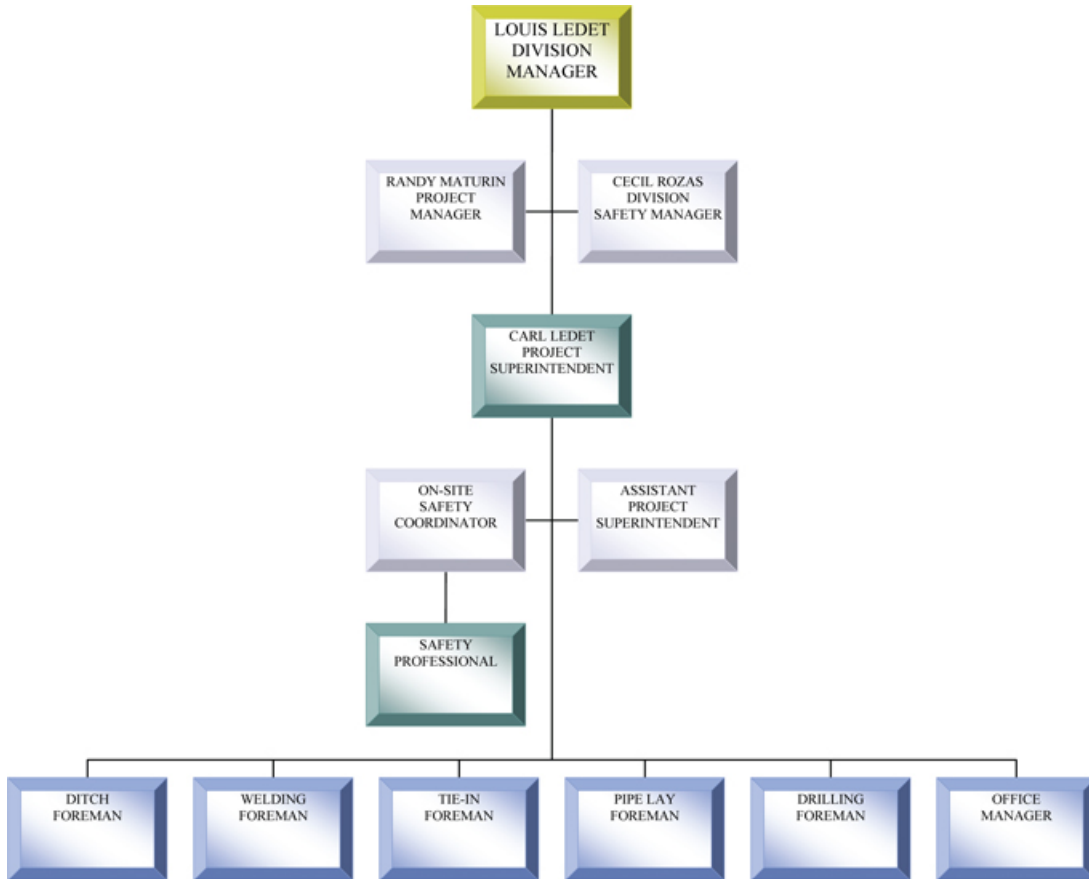 LOUIS LEDET
DIVISION
MANAGER
RANDY MATURIN
PROJECT
MANAGER
CECIL ROZAS
DIVISION
SAFETY MANAGER
CARL LEDET
PROJECT
SUPERINTENDENT
ON-SITE
SAFETY
COORDINATOR
ASSISTANT
PROJECT
SUPERINTENDENT
SAFETY
PROFESSIONAL
DITCH
FOREMAN
WELDING
FOREMAN
TIE-IN
FOREMAN
PIPE LAY
FOREMAN
DRILLING
FOREMAN
OFFICE
MANAGER